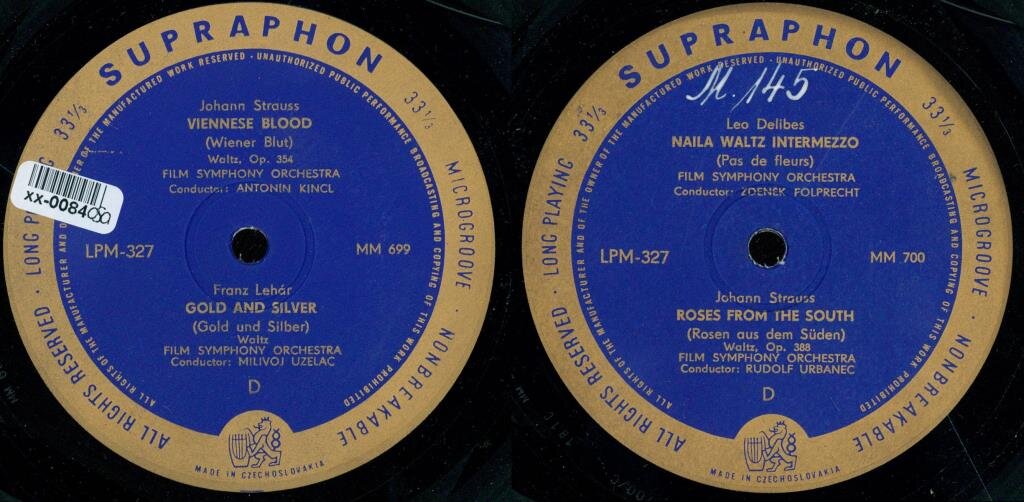 SUPRAPHON
ALL RIGHTS RESERVED · LONG PLAYING 33⅓
33⅓ MICROGROOVE · NONBREAKABLE
ALL RIGHTS OF THE MANUFACTURER AND OF THE OWNER OF THE MANUFACTURED WORK RESERVED · UNAUTHORIZED PUBLIC PERFORMANCE BROADCASTING AND COPYING OF THIS WORK PROHIBITED
Johann Strauss
VIENNESE BLOOD
(Wiener Blut)
Waltz, Op. 354
FILM SYMPHONY ORCHESTRA
Conductor: ANTONÍN KINCL
xx-0084050
LPM-327
MM 699
Franz Lehár
GOLD AND SILVER
(Gold und Silber)
Waltz
FILM SYMPHONY ORCHESTRA
Conductor: MILIVOJ UZELAC
D
MADE IN CZECHOSLOVAKIA
SUPRAPHON
ALL RIGHTS RESERVED · LONG PLAYING 33⅓
33⅓ MICROGROOVE · NONBREAKABLE
ALL RIGHTS OF THE MANUFACTURER AND OF THE OWNER OF THE MANUFACTURED WORK RESERVED · UNAUTHORIZED PUBLIC PERFORMANCE BROADCASTING AND COPYING OF THIS WORK PROHIBITED
M. 145
Leo Delibes
NAILA WALTZ INTERMEZZO
(Pas de fleurs)
FILM SYMPHONY ORCHESTRA
Conductor: ZDENEK FOLPRECHT
LPM-327
MM 700
Johann Strauss
ROSES FROM THE SOUTH
(Rosen aus dem Süden)
Waltz, Op. 388
FILM SYMPHONY ORCHESTRA
Conductor: RUDOLF URBANEC
D
MADE IN CZECHOSLOVAKIA